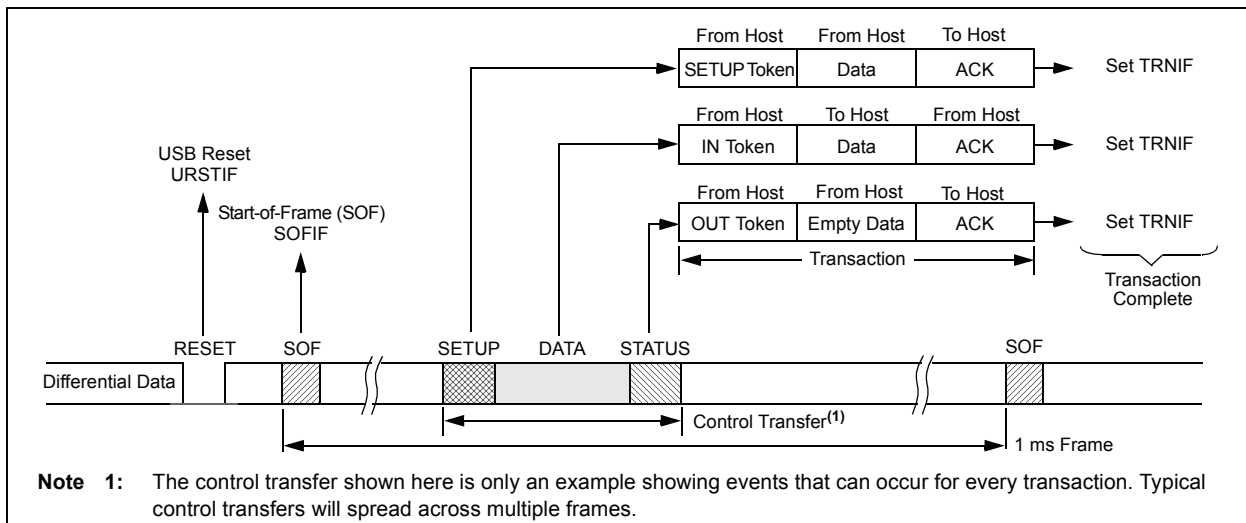 From Host From Host To Host
SETUP Token Data ACK Set TRNIF
From Host To Host From Host
IN Token Data ACK Set TRNIF
USB Reset
URSTIF
From Host From Host To Host
Start-of-Frame (SOF)
SOFIF
OUT Token Empty Data ACK Set TRNIF
Transaction
Transaction
Complete
RESET SOF SETUP DATA STATUS SOF
Differential Data
Control Transfer(1)
1 ms Frame
Note 1: The control transfer shown here is only an example showing events that can occur for every transaction. Typical
control transfers will spread across multiple frames.